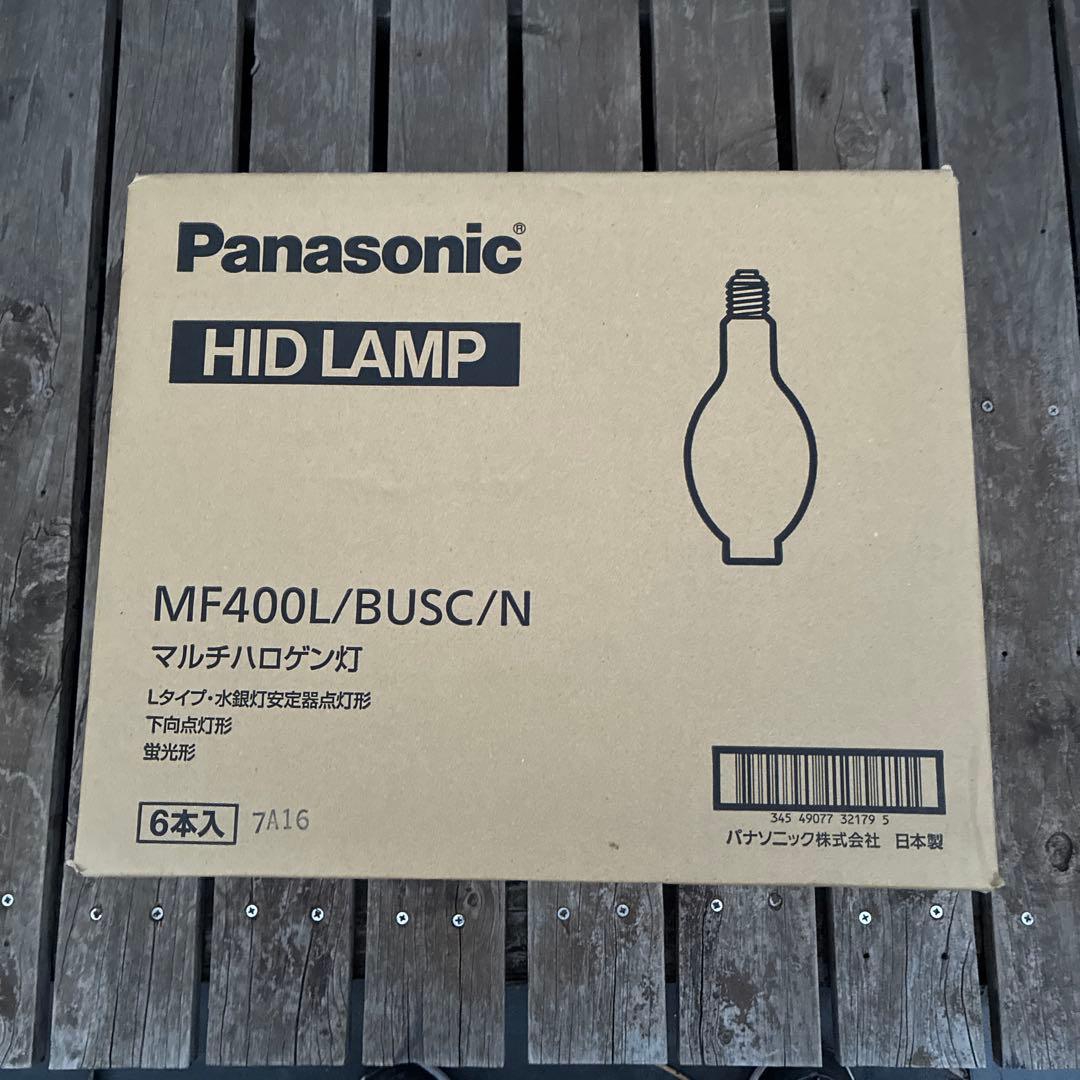 Panasonic®
HID LAMP
MF400L/BUSC/N
マルチハロゲン灯
Lタイプ・水銀灯安定器点灯形
下向点灯形
蛍光形
6本入 7A16
345 49077 32179 5
パナソニック株式会社 日本製